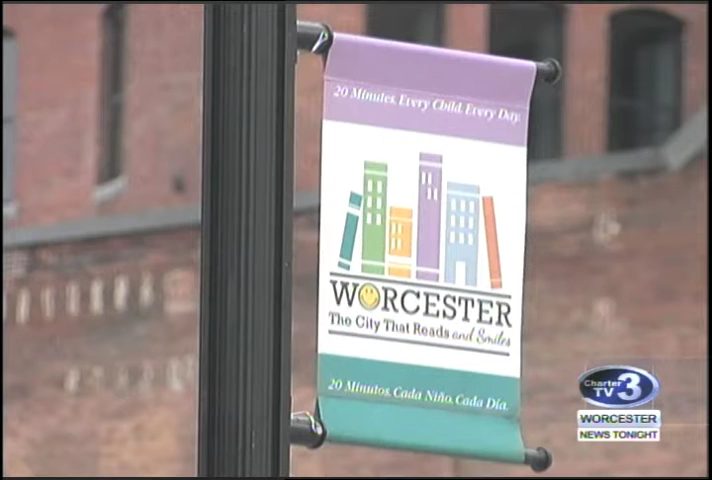 20 Minutes. Every Child. Every Day.
WORCESTER
The City That Reads and Smiles
20 Minutos. Cada Niño. Cada Día.
Charter
TV 3
WORCESTER
NEWS TONIGHT